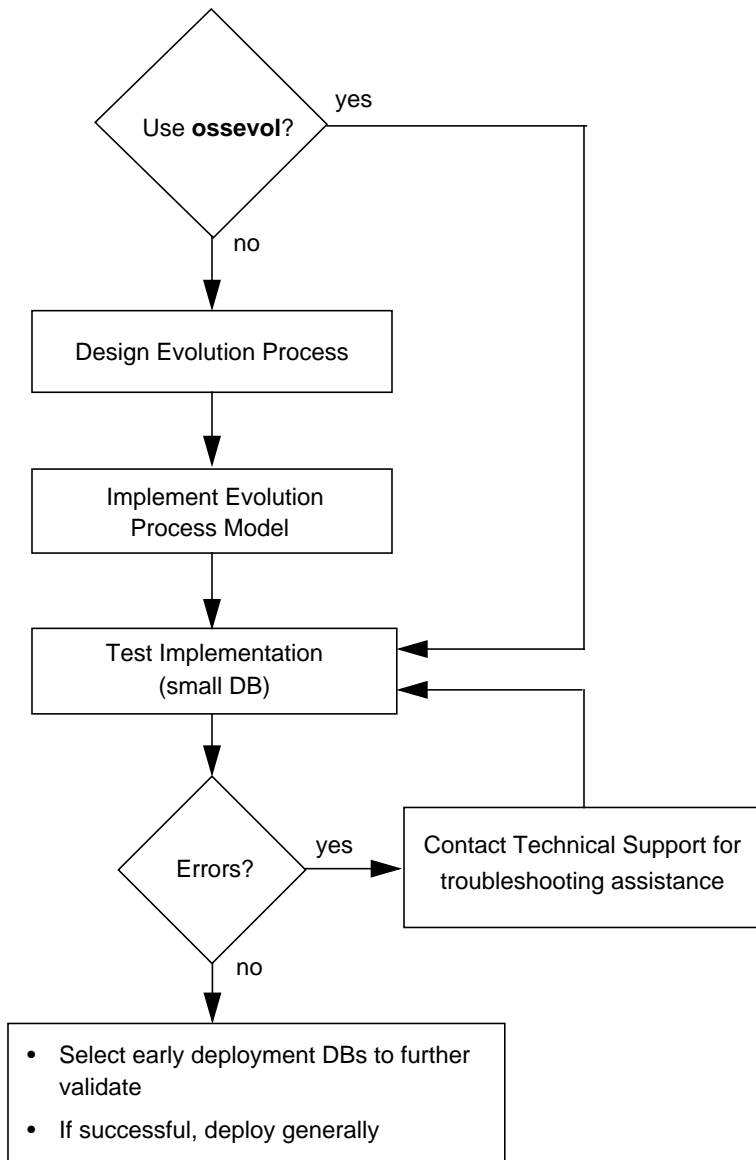 yes
Use ossevol?
no
Design Evolution Process
Implement Evolution
Process Model
Test Implementation
(small DB)
Errors?
yes
Contact Technical Support for
troubleshooting assistance
no
• Select early deployment DBs to further
validate
• If successful, deploy generally